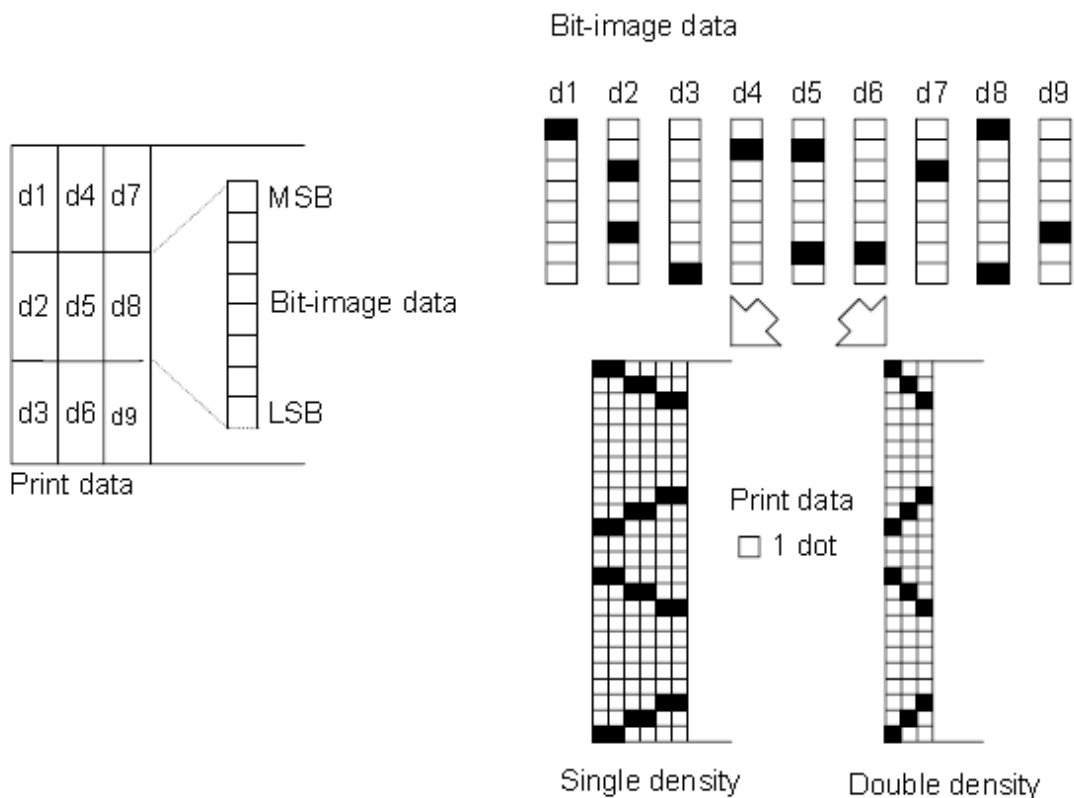 Bit-image data
d1 d2 d3 d4 d5 d6 d7 d8 d9
d1 d4 d7
d2 d5 d8
d3 d6 d9
MSB
Bit-image data
LSB
Print data
Print data
1 dot
Single density
Double density